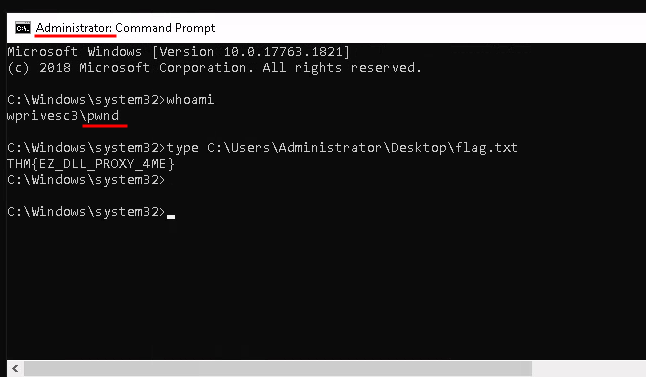 Administrator: Command Prompt
Microsoft Windows [Version 10.0.17763.1821]
(c) 2018 Microsoft Corporation. All rights reserved.
C:\Windows\system32>whoami
wprivesc3\pwnd
C:\Windows\system32>type C:\Users\Administrator\Desktop\flag.txt
THM{EZ_DLL_PROXY_4ME}
C:\Windows\system32>
C:\Windows\system32>